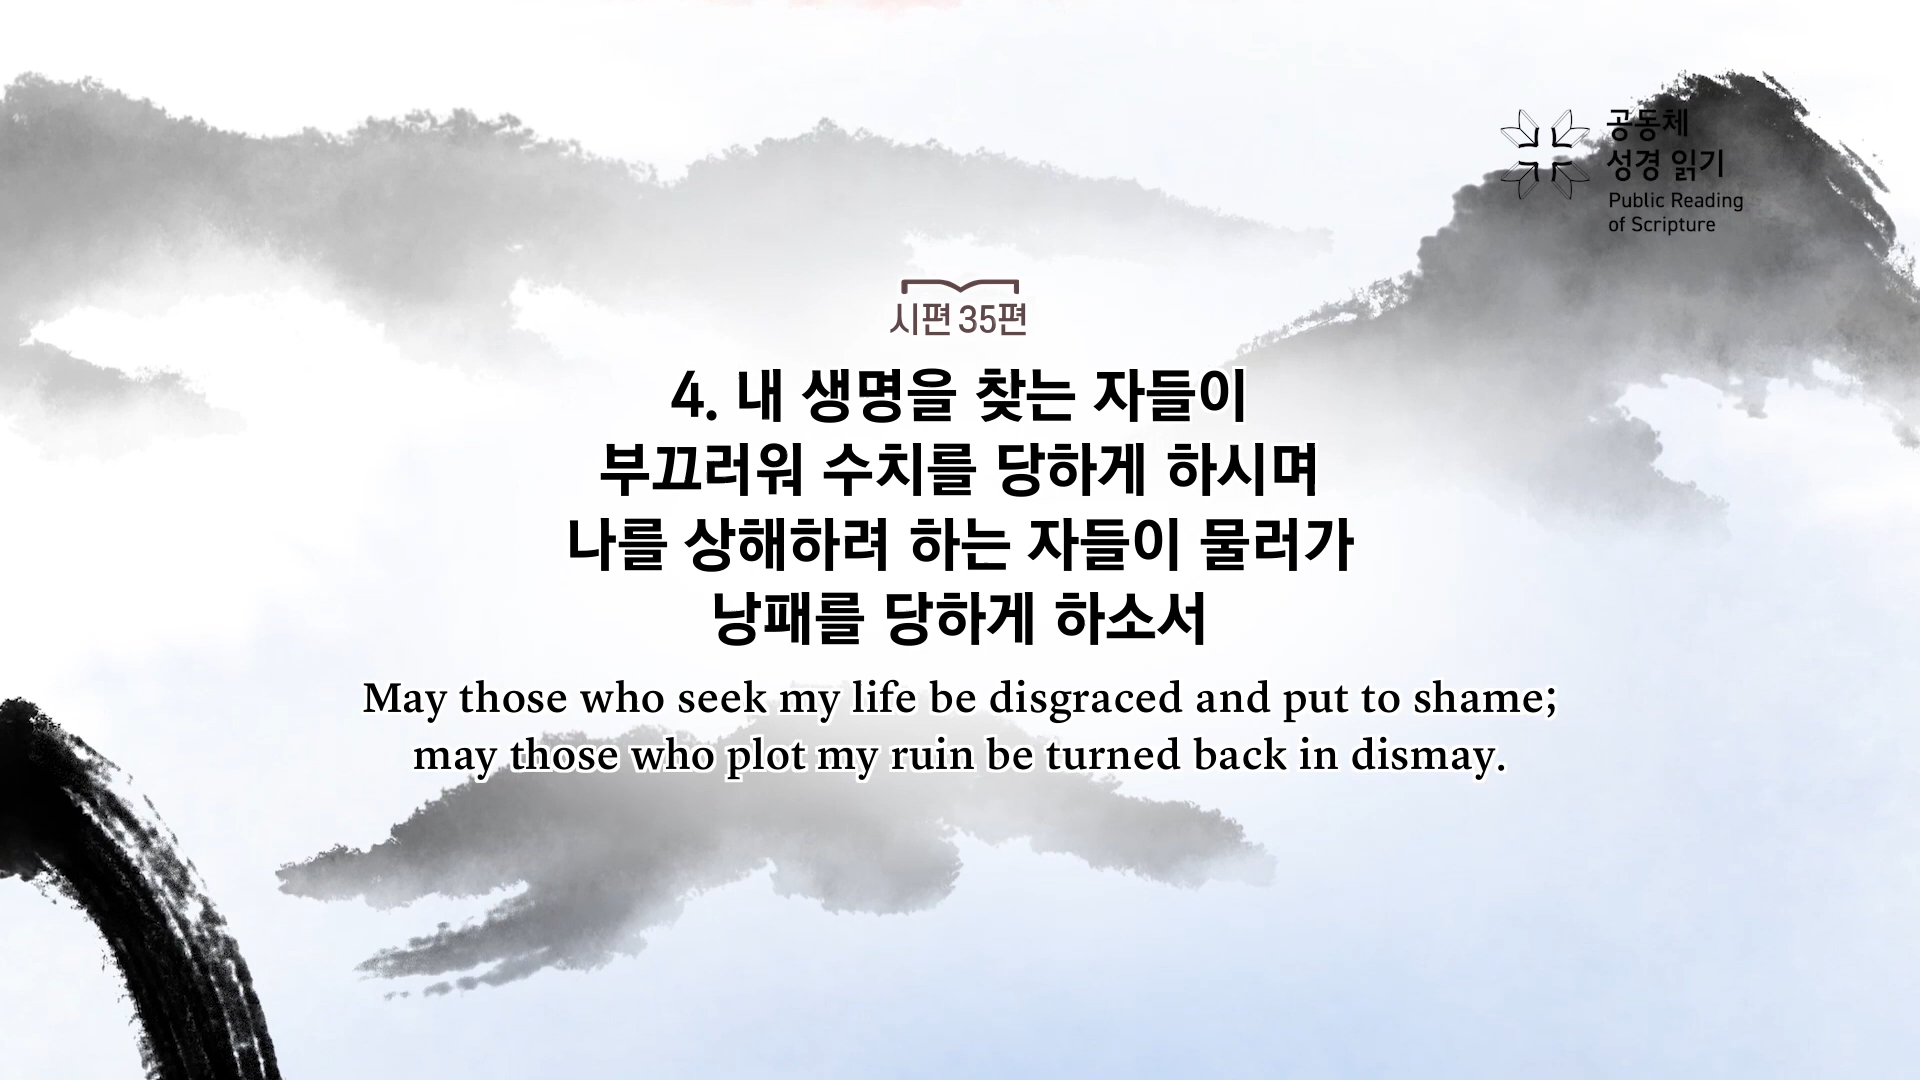 공동체
성경 읽기
Public Reading
of Scripture
시편 35편
4. 내 생명을 찾는 자들이
부끄러워 수치를 당하게 하시며
나를 상해하려 하는 자들이 물러가
낭패를 당하게 하소서
May those who seek my life be disgraced and put to shame;
may those who plot my ruin be turned back in dismay.